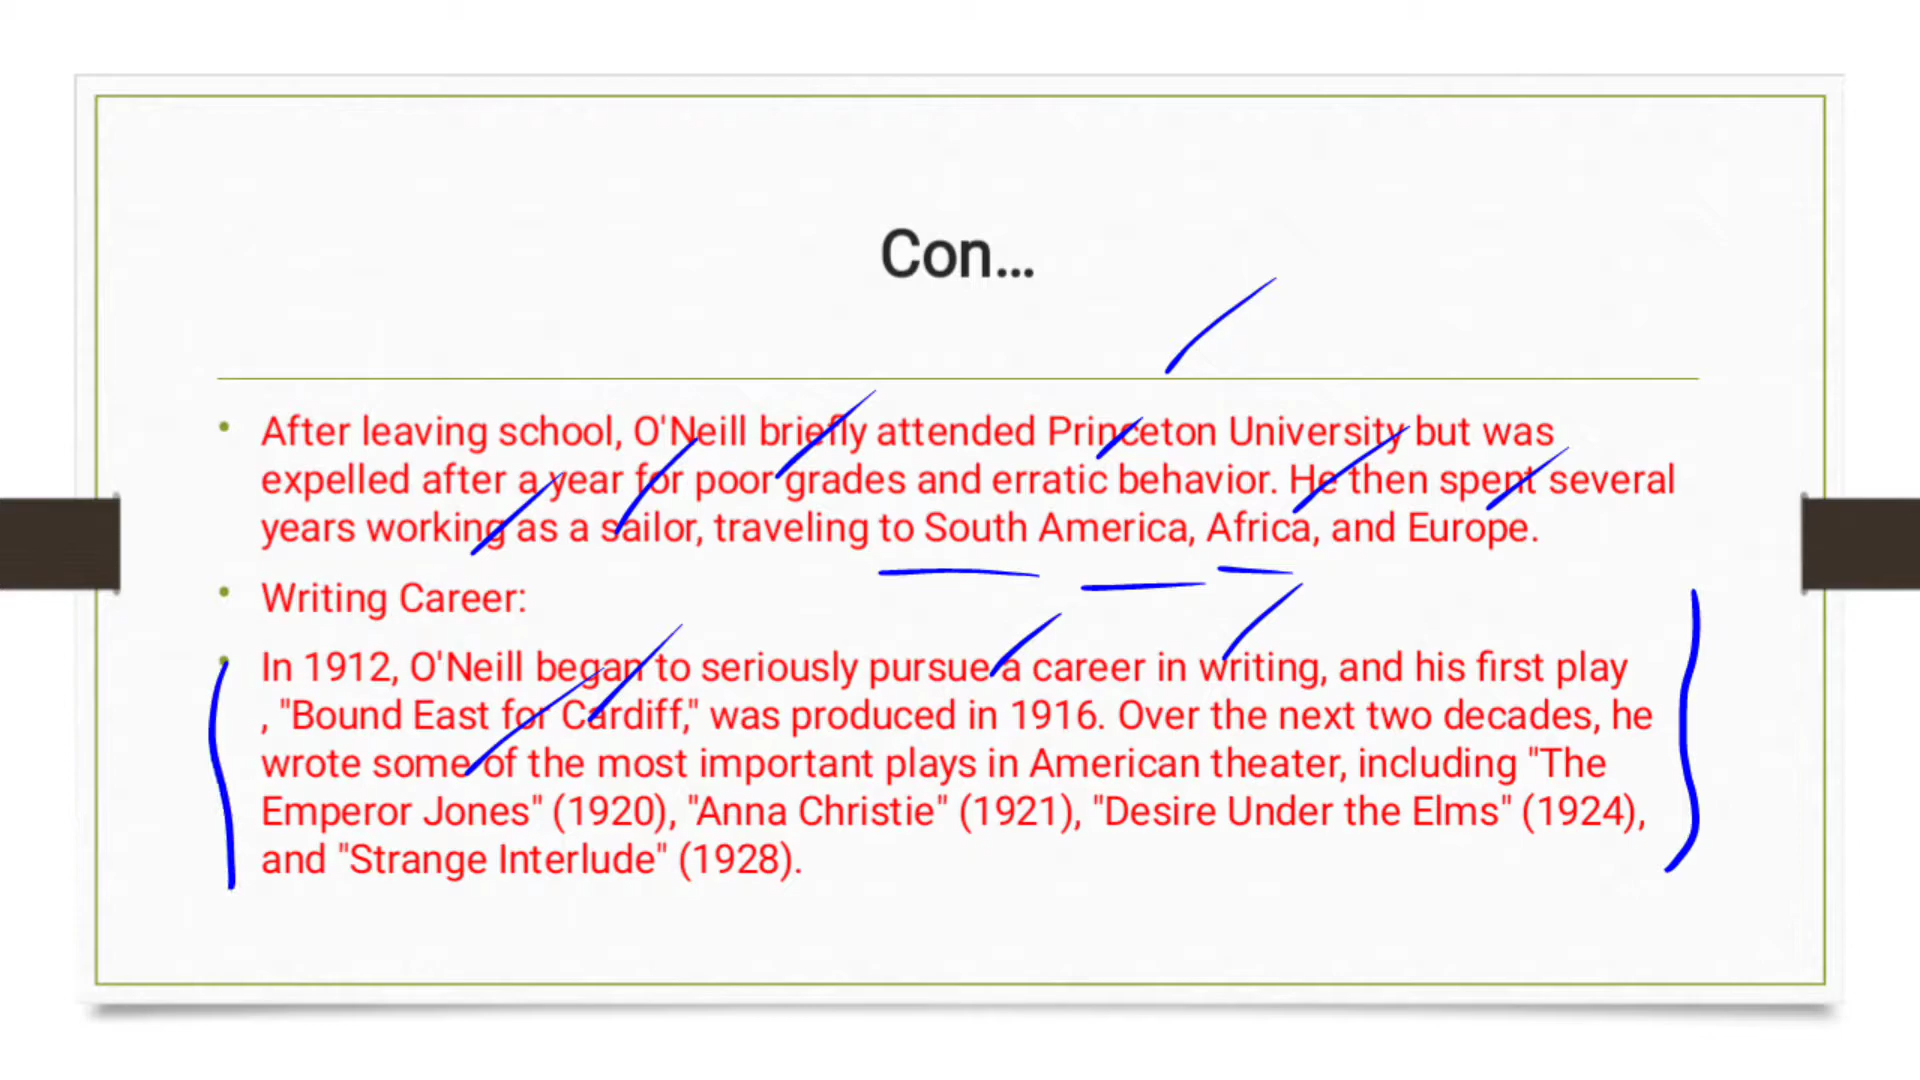 Con...
After leaving school, O'Neill briefly attended Princeton University but was
expelled after a year for poor grades and erratic behavior. He then spent several
years working as a sailor, traveling to South America, Africa, and Europe.
Writing Career:
In 1912, O'Neill began to seriously pursue a career in writing, and his first play
, "Bound East for Cardiff," was produced in 1916. Over the next two decades, he
wrote some of the most important plays in American theater, including "The
Emperor Jones" (1920), "Anna Christie" (1921), "Desire Under the Elms" (1924),
and "Strange Interlude" (1928).